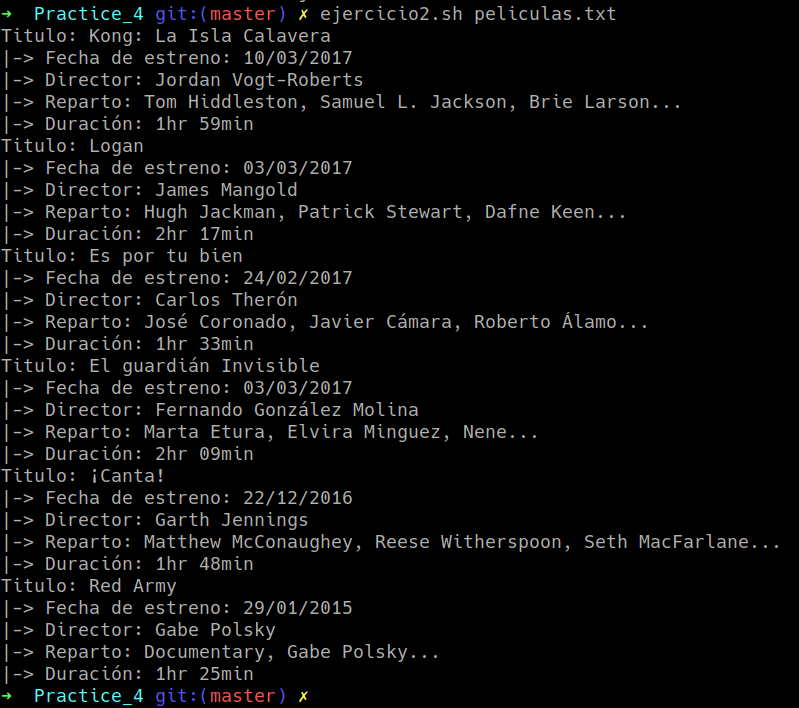 ➜  Practice_4 git:(master) ✗ ejercicio2.sh peliculas.txt
Titulo: Kong: La Isla Calavera
|-> Fecha de estreno: 10/03/2017
|-> Director: Jordan Vogt-Roberts
|-> Reparto: Tom Hiddleston, Samuel L. Jackson, Brie Larson...
|-> Duración: 1hr 59min
Titulo: Logan
|-> Fecha de estreno: 03/03/2017
|-> Director: James Mangold
|-> Reparto: Hugh Jackman, Patrick Stewart, Dafne Keen...
|-> Duración: 2hr 17min
Titulo: Es por tu bien
|-> Fecha de estreno: 24/02/2017
|-> Director: Carlos Therón
|-> Reparto: José Coronado, Javier Cámara, Roberto Álamo...
|-> Duración: 1hr 33min
Titulo: El guardián Invisible
|-> Fecha de estreno: 03/03/2017
|-> Director: Fernando González Molina
|-> Reparto: Marta Etura, Elvira Minguez, Nene...
|-> Duración: 2hr 09min
Titulo: ¡Canta!
|-> Fecha de estreno: 22/12/2016
|-> Director: Garth Jennings
|-> Reparto: Matthew McConaughey, Reese Witherspoon, Seth MacFarlane...
|-> Duración: 1hr 48min
Titulo: Red Army
|-> Fecha de estreno: 29/01/2015
|-> Director: Gabe Polsky
|-> Reparto: Documentary, Gabe Polsky...
|-> Duración: 1hr 25min
➜  Practice_4 git:(master) ✗